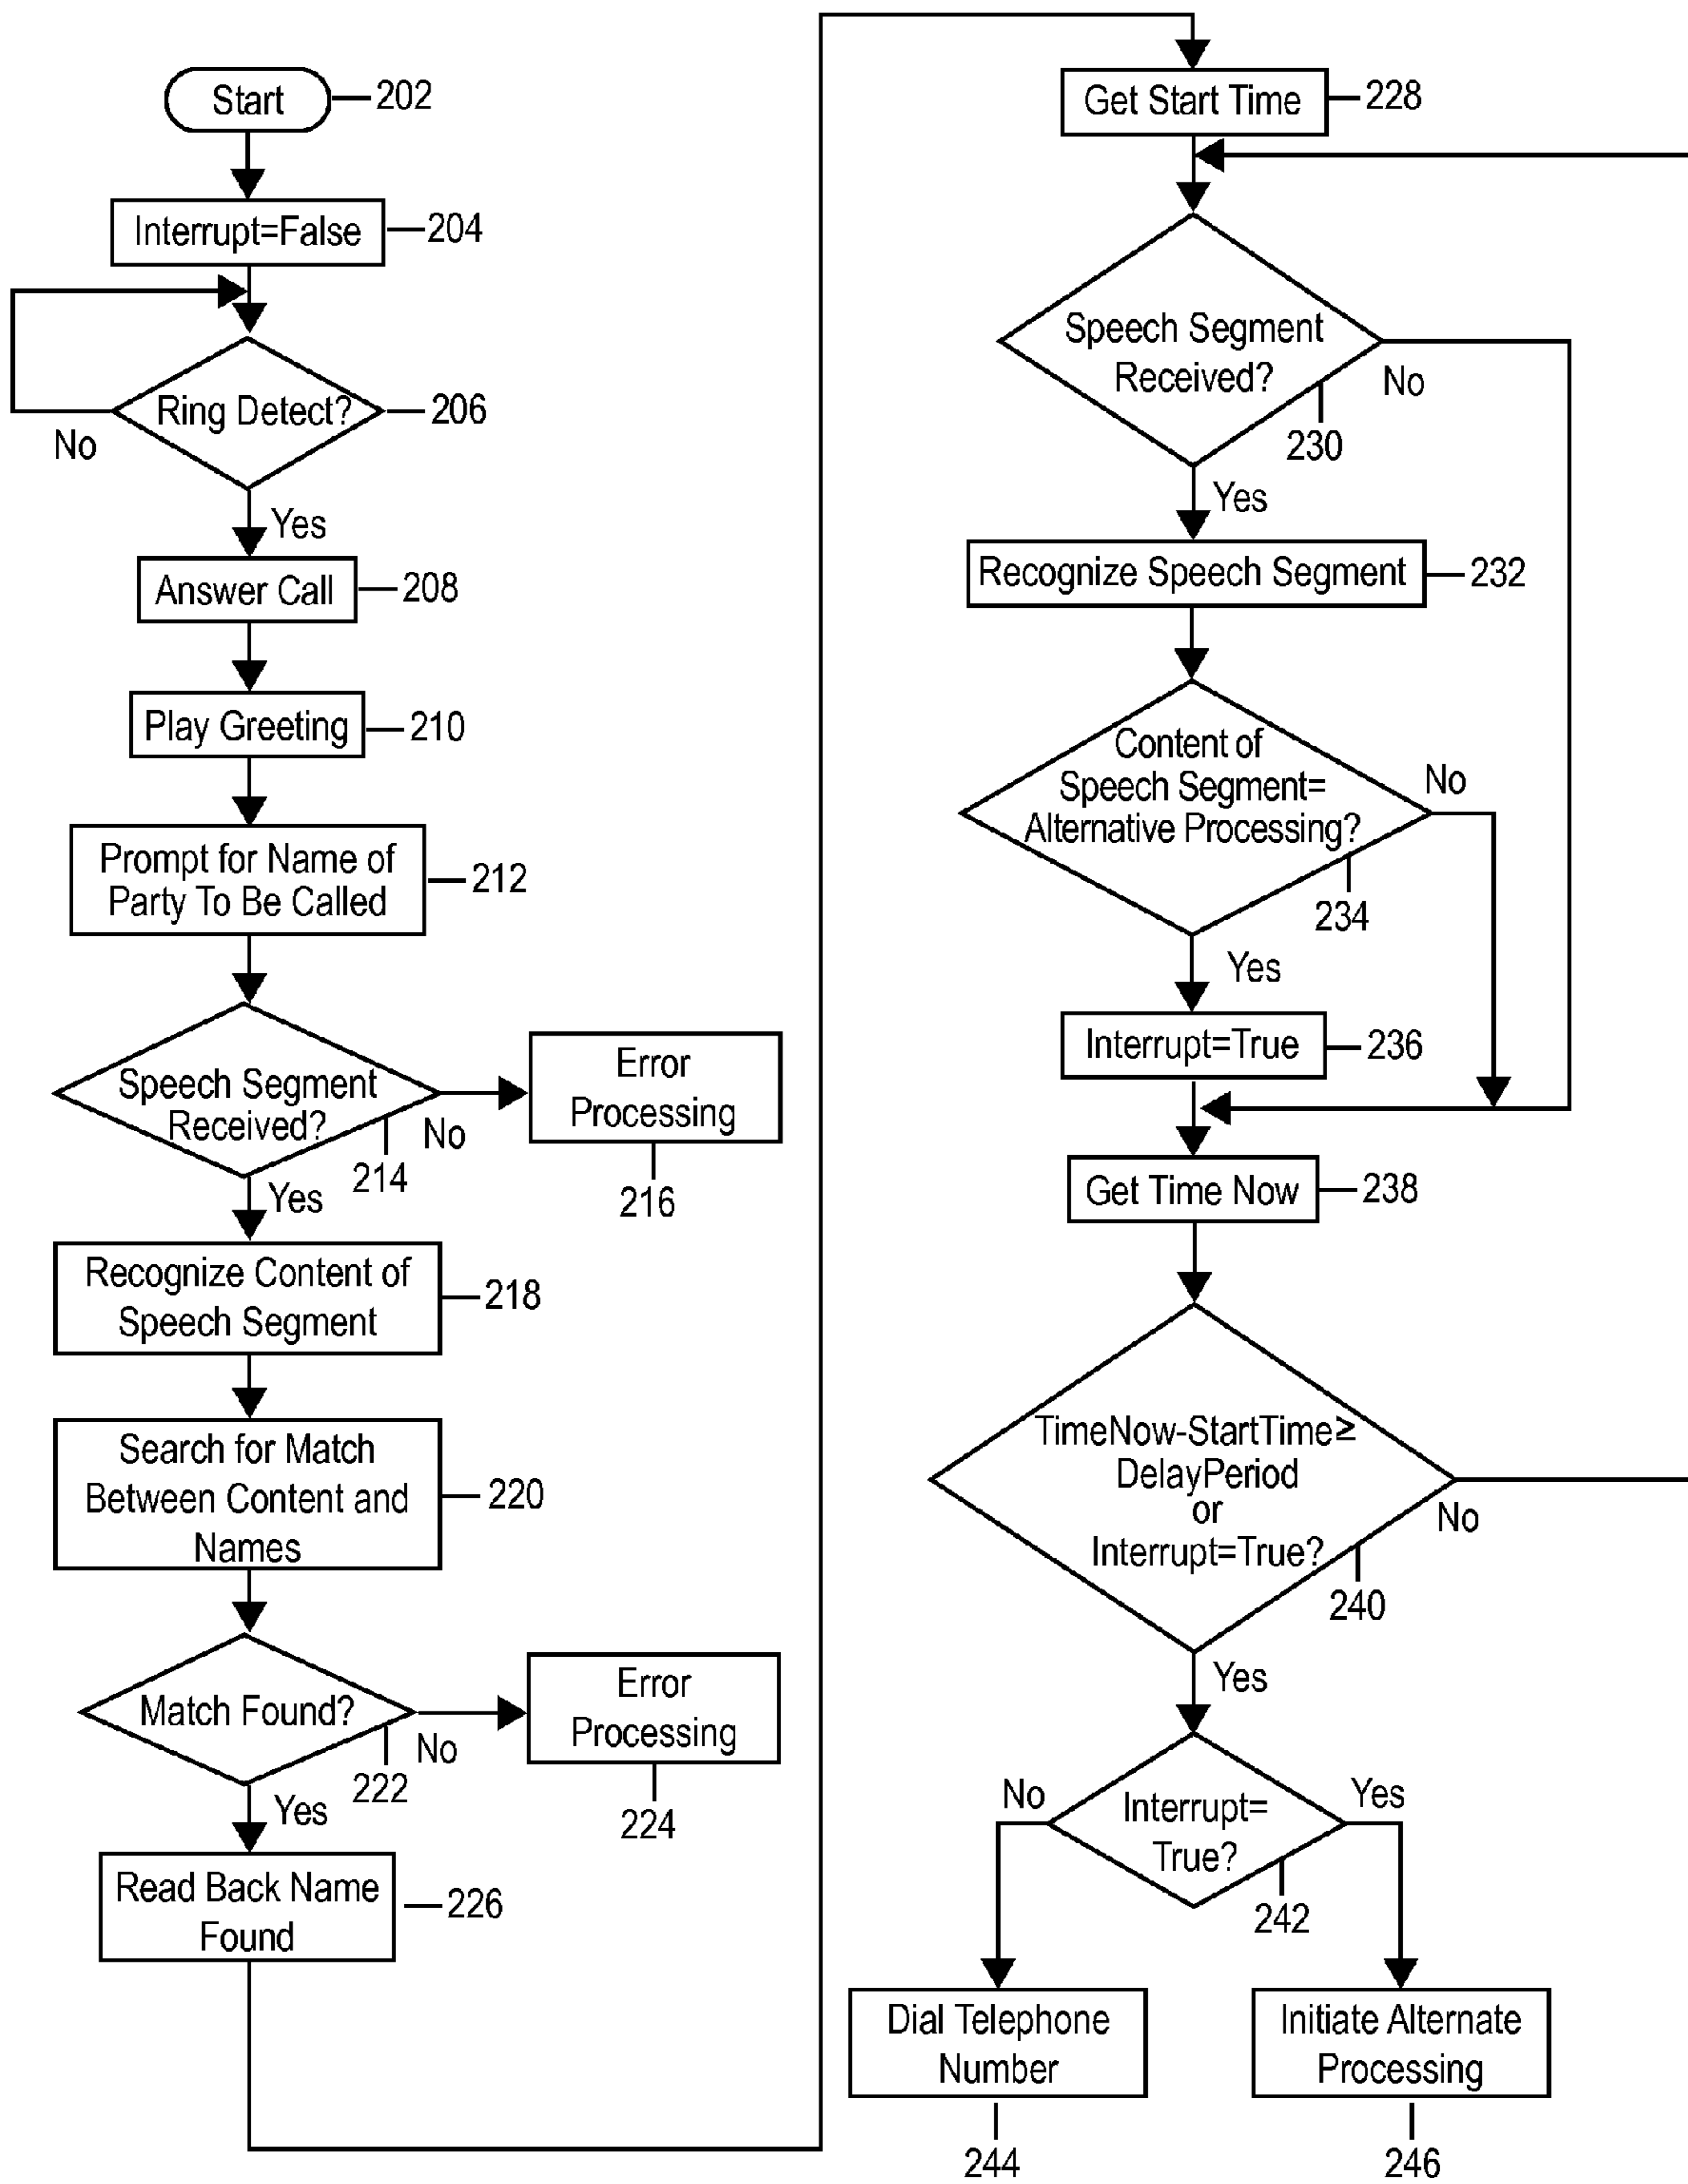 Start
202
Interrupt=False
204
Ring Detect?
206
No
Yes
Answer Call
208
Play Greeting
210
Prompt for Name of
Party To Be Called
212
Speech Segment
Received?
214
No
Error
Processing
216
Yes
Recognize Content of
Speech Segment
218
Search for Match
Between Content and
Names
220
Match Found?
222
No
Error
Processing
224
Yes
Read Back Name
Found
226
Get Start Time
228
Speech Segment
Received?
No
230
Yes
Recognize Speech Segment
232
Content of
Speech Segment=
Alternative Processing?
No
234
Yes
Interrupt=True
236
Get Time Now
238
TimeNow-StartTime≥
DelayPeriod
or
Interrupt=True?
No
240
Yes
Interrupt=
True?
No
Yes
242
Dial Telephone
Number
244
Initiate Alternate
Processing
246